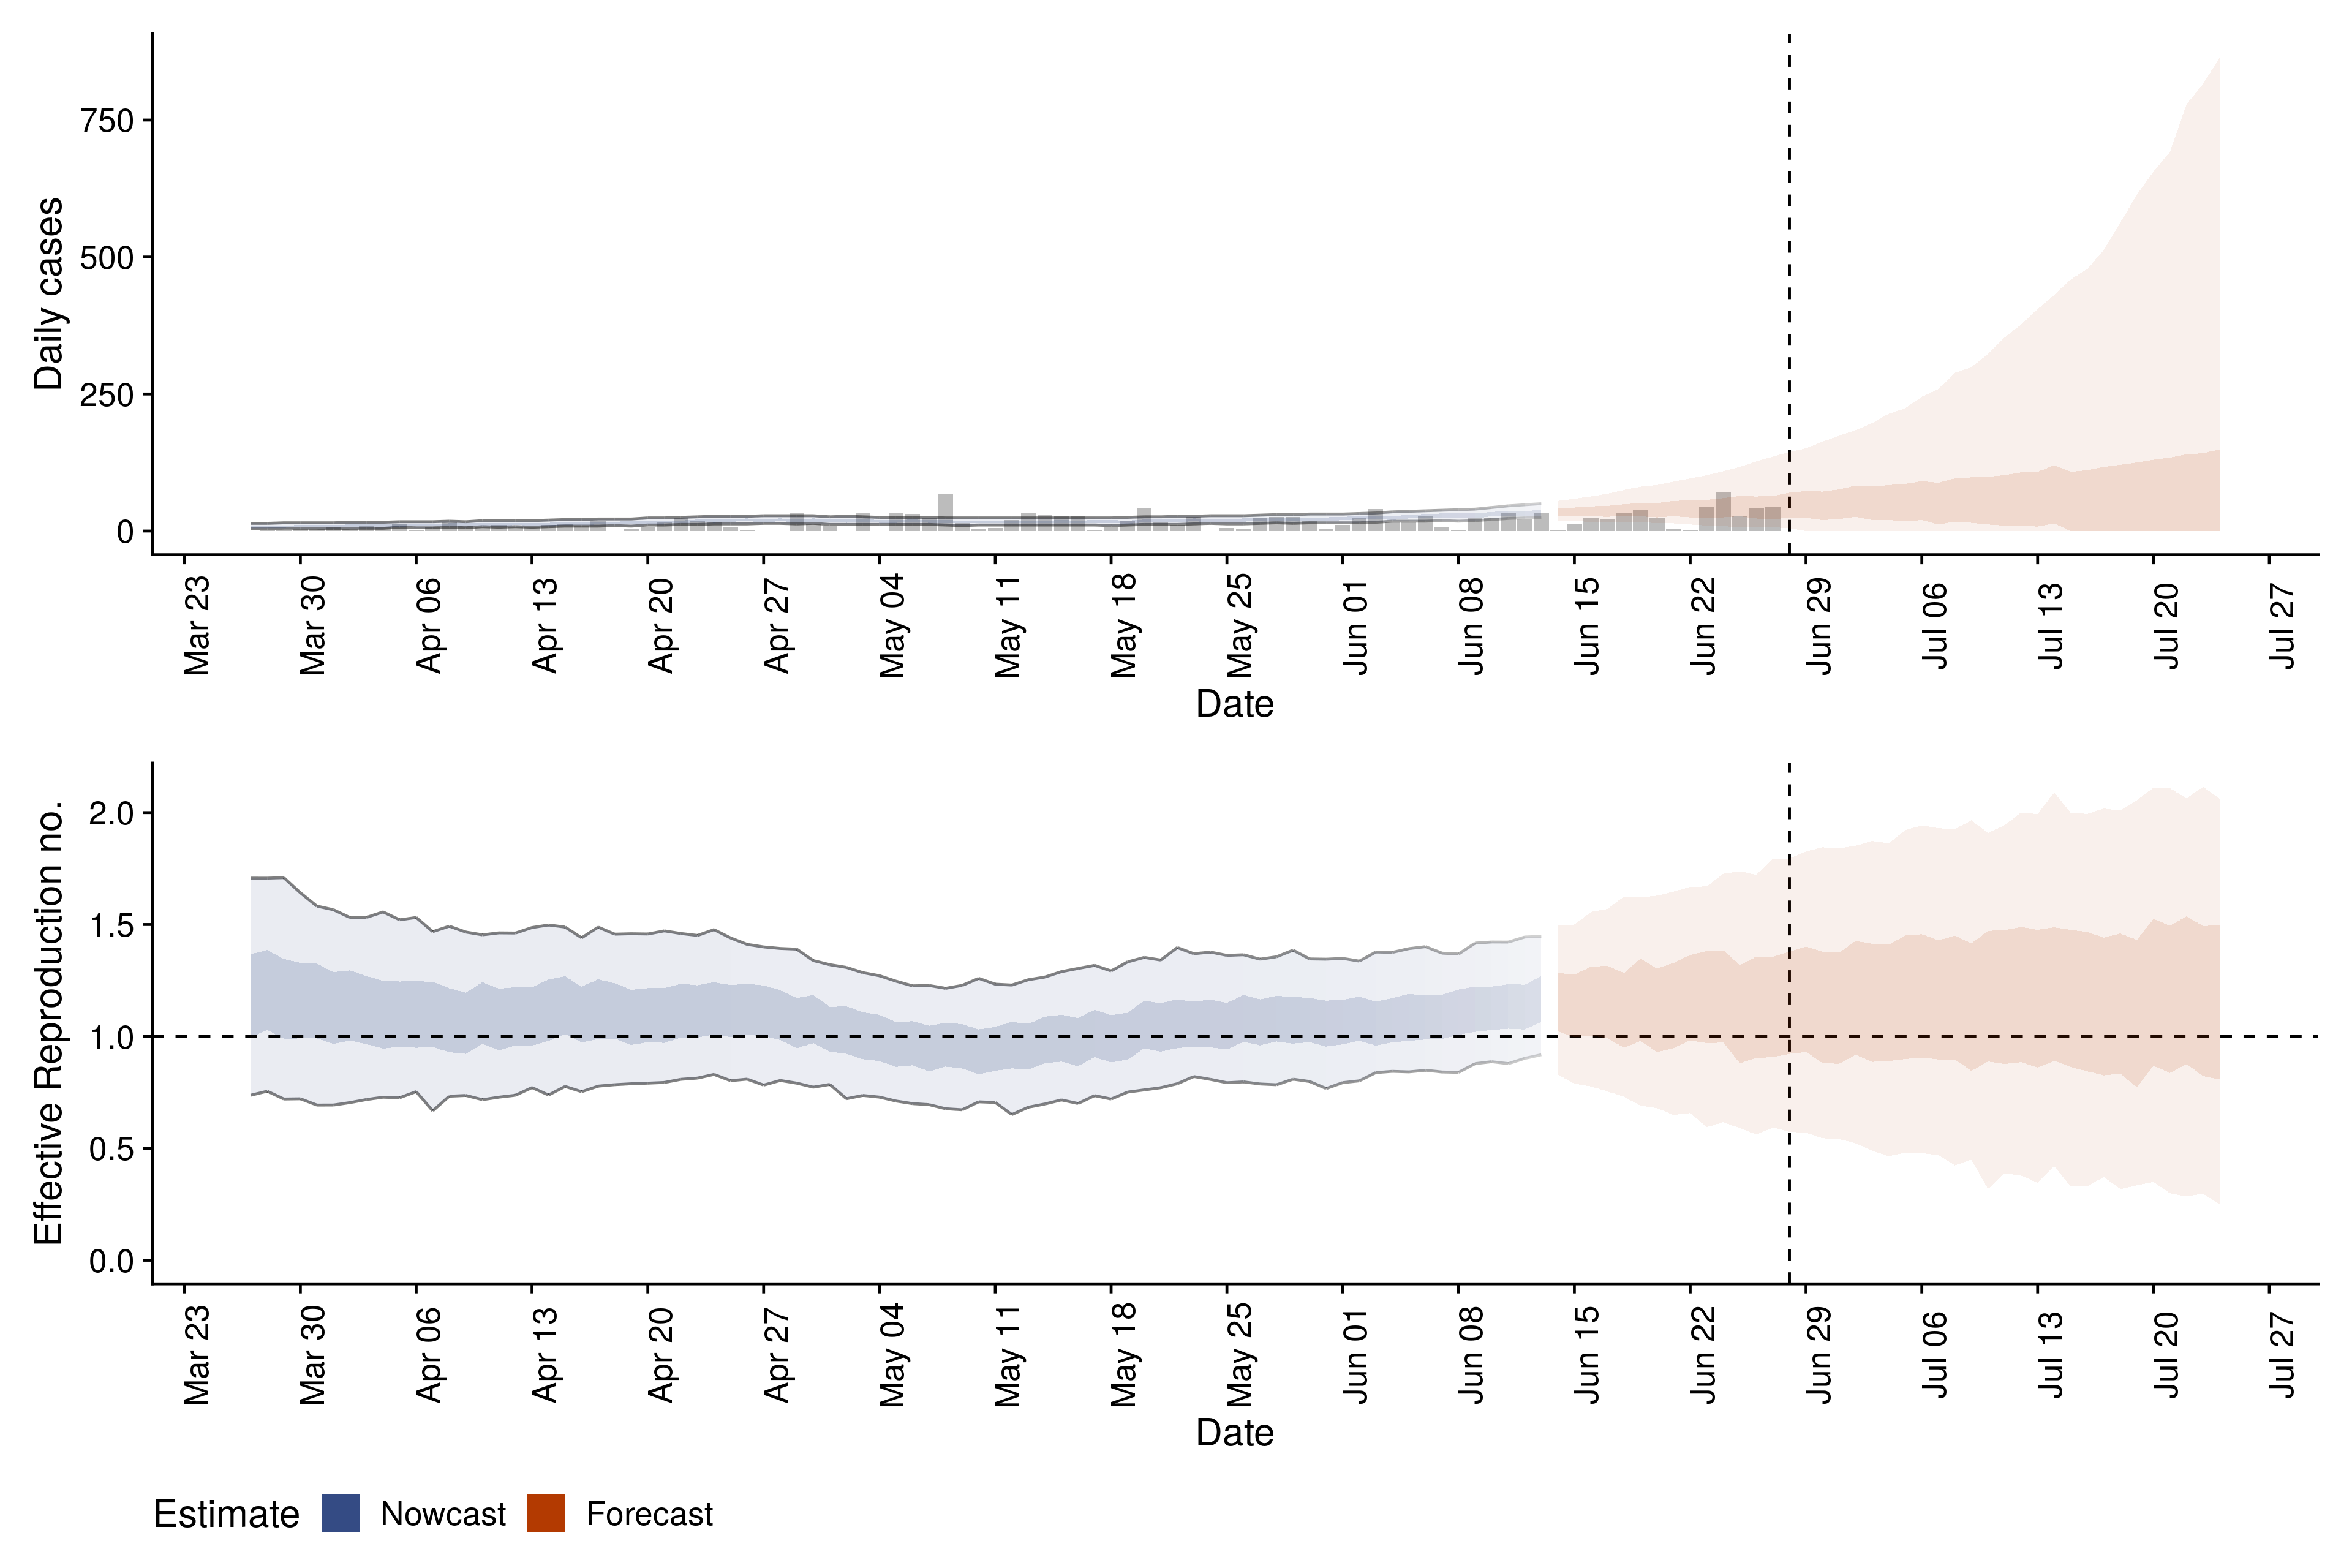 Daily cases
750
500
250
0
Mar 23 Mar 30 Apr 06 Apr 13 Apr 20 Apr 27 May 04 May 11 May 18 May 25 Jun 01 Jun 08 Jun 15 Jun 22 Jun 29 Jul 06 Jul 13 Jul 20 Jul 27
Date
Effective Reproduction no.
2.0
1.5
1.0
0.5
0.0
Mar 23 Mar 30 Apr 06 Apr 13 Apr 20 Apr 27 May 04 May 11 May 18 May 25 Jun 01 Jun 08 Jun 15 Jun 22 Jun 29 Jul 06 Jul 13 Jul 20 Jul 27
Date
Estimate Nowcast Forecast